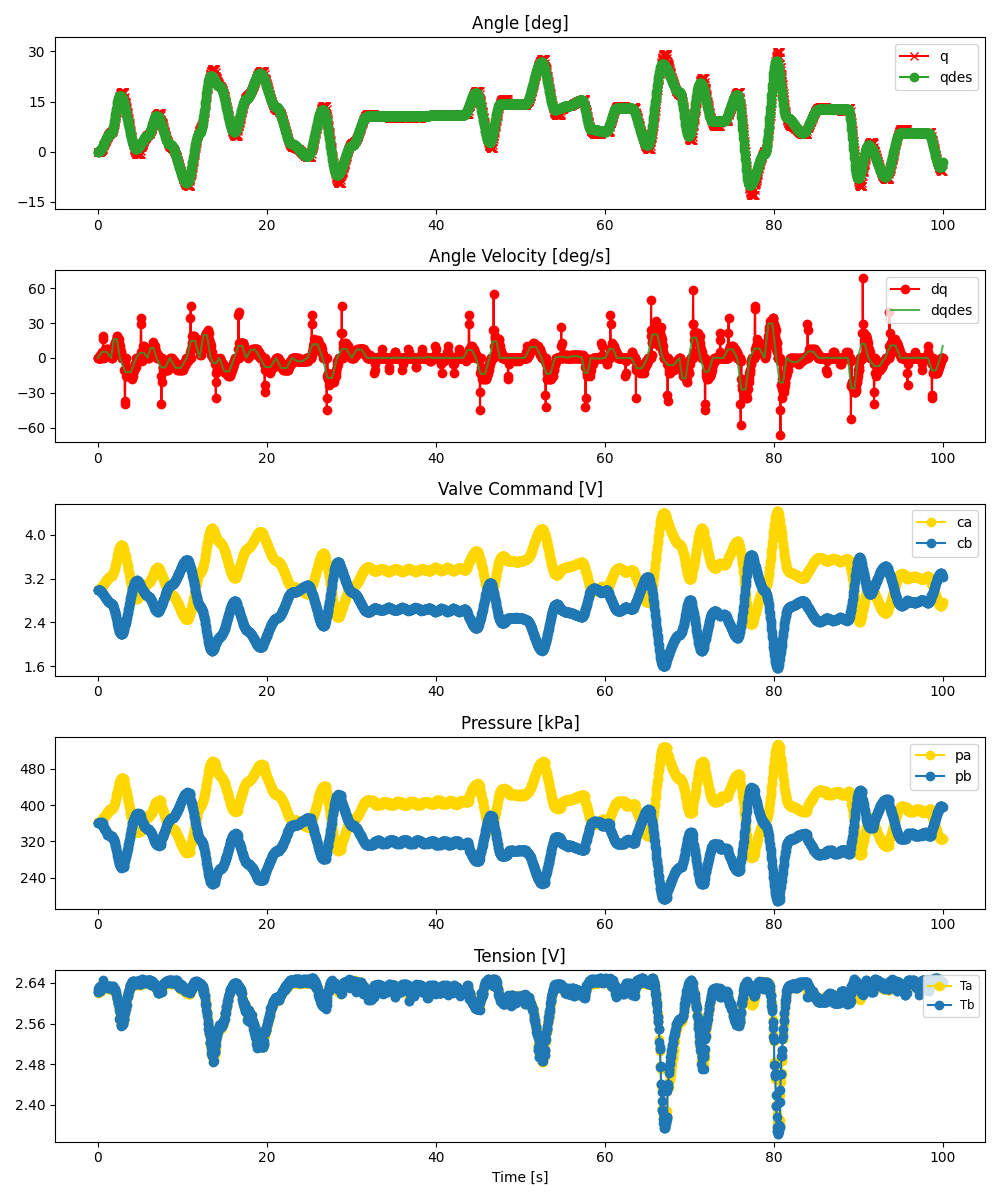 Angle [deg]
30
15
0
−15
q
qdes
0 20 40 60 80 100
Angle Velocity [deg/s]
60
30
0
−30
−60
dq
dqdes
0 20 40 60 80 100
Valve Command [V]
4.0
3.2
2.4
1.6
ca
cb
0 20 40 60 80 100
Pressure [kPa]
480
400
320
240
pa
pb
0 20 40 60 80 100
Tension [V]
2.64
2.56
2.48
2.40
Ta
Tb
0 20 40 60 80 100
Time [s]